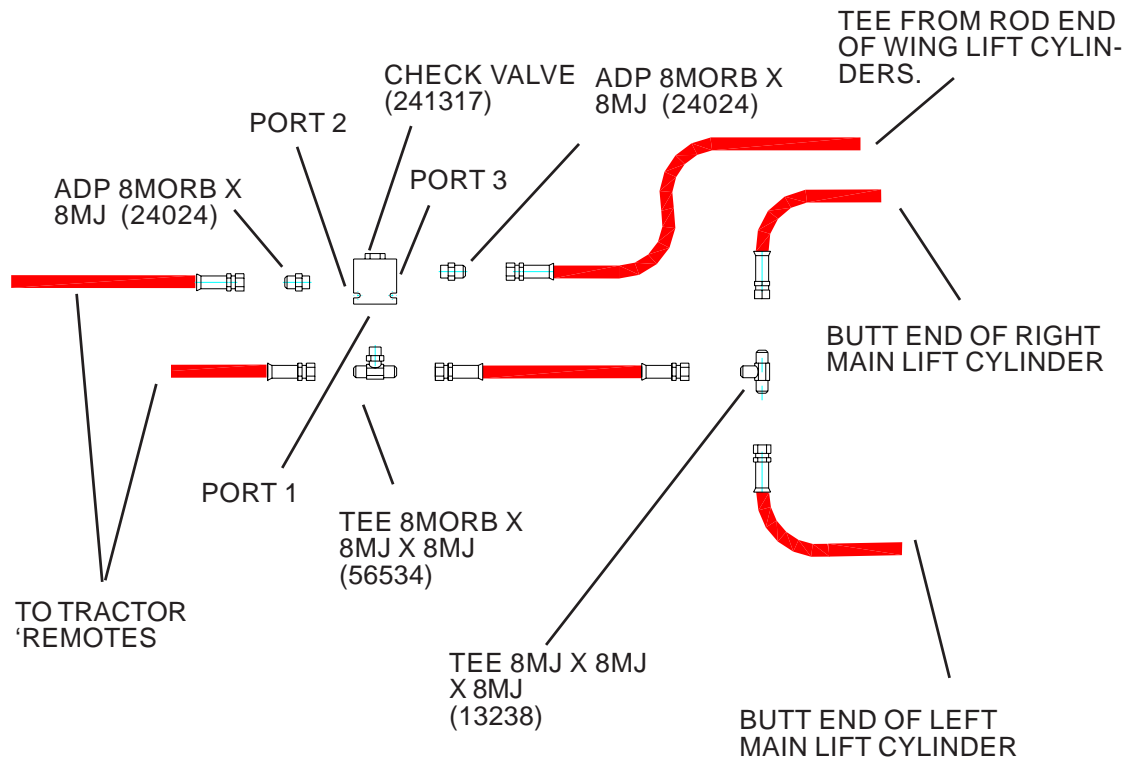 TEE FROM ROD END
OF WING LIFT CYLIN-
DERS.
CHECK VALVE
(241317)
ADP 8MORB X
8MJ (24024)
PORT 2
PORT 3
ADP 8MORB X
8MJ (24024)
BUTT END OF RIGHT
MAIN LIFT CYLINDER
PORT 1
TEE 8MORB X
8MJ X 8MJ
(56534)
TO TRACTOR
‘REMOTES
TEE 8MJ X 8MJ
X 8MJ
(13238)
BUTT END OF LEFT
MAIN LIFT CYLINDER